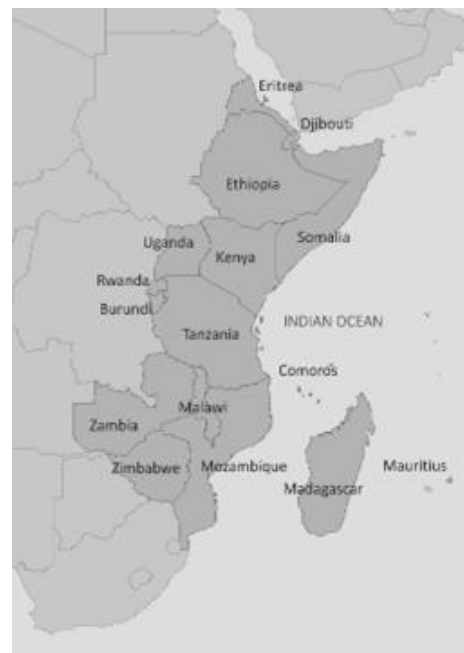 Eritrea
Djibouti
Ethiopia
Somalia
Uganda
Kenya
Rwanda
Burundi
Tanzania
INDIAN OCEAN
Comoros
Malawi
Zambia
Zimbabwe
Mozambique
Mauritius
Madagascar